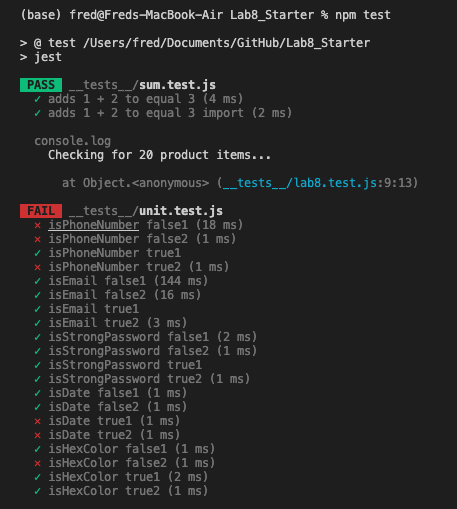 (base) fred@Freds-MacBook-Air Lab8_Starter % npm test
> @ test /Users/fred/Documents/GitHub/Lab8_Starter
> jest
PASS __tests__/sum.test.js
✓ adds 1 + 2 to equal 3 (4 ms)
✓ adds 1 + 2 to equal 3 import (2 ms)
console.log
Checking for 20 product items...
at Object.<anonymous> (__tests__/lab8.test.js:9:13)
FAIL __tests__/unit.test.js
✕ isPhoneNumber false1 (18 ms)
✕ isPhoneNumber false2 (1 ms)
✓ isPhoneNumber true1
✕ isPhoneNumber true2 (1 ms)
✓ isEmail false1 (144 ms)
✓ isEmail false2 (16 ms)
✓ isEmail true1
✓ isEmail true2 (3 ms)
✓ isStrongPassword false1 (2 ms)
✓ isStrongPassword false2 (1 ms)
✓ isStrongPassword true1
✓ isStrongPassword true2 (1 ms)
✓ isDate false1 (1 ms)
✓ isDate false2 (1 ms)
✕ isDate true1 (1 ms)
✕ isDate true2 (1 ms)
✓ isHexColor false1 (1 ms)
✕ isHexColor false2 (1 ms)
✓ isHexColor true1 (2 ms)
✓ isHexColor true2 (1 ms)